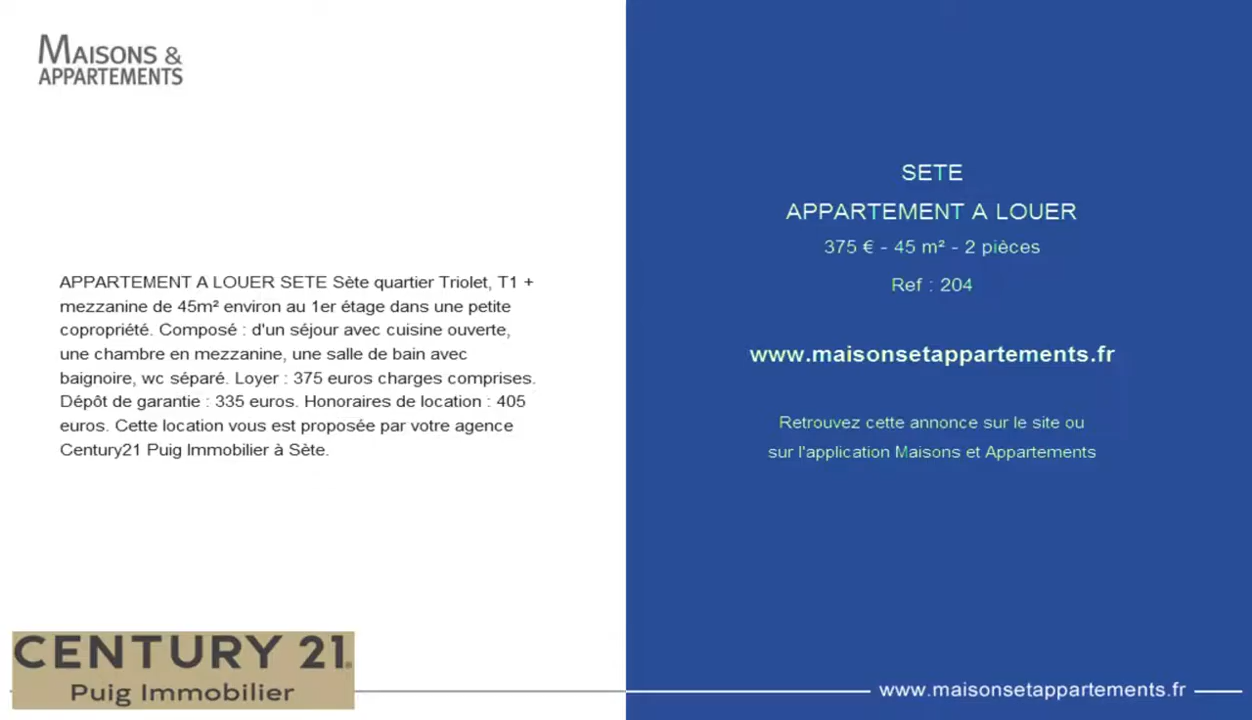 MAISONS &
APPARTEMENTS
APPARTEMENT A LOUER SETE Sète quartier Triolet, T1 +
mezzanine de 45m² environ au 1er étage dans une petite
copropriété. Composé : d'un séjour avec cuisine ouverte,
une chambre en mezzanine, une salle de bain avec
baignoire, wc séparé. Loyer : 375 euros charges comprises.
Dépôt de garantie : 335 euros. Honoraires de location : 405
euros. Cette location vous est proposée par votre agence
Century21 Puig Immobilier à Sète.
CENTURY 21
Puig Immobilier
SETE
APPARTEMENT A LOUER
375 € - 45 m² - 2 pièces
Ref : 204
www.maisonsetappartements.fr
Retrouvez cette annonce sur le site ou
sur l'application Maisons et Appartements
www.maisonsetappartements.fr